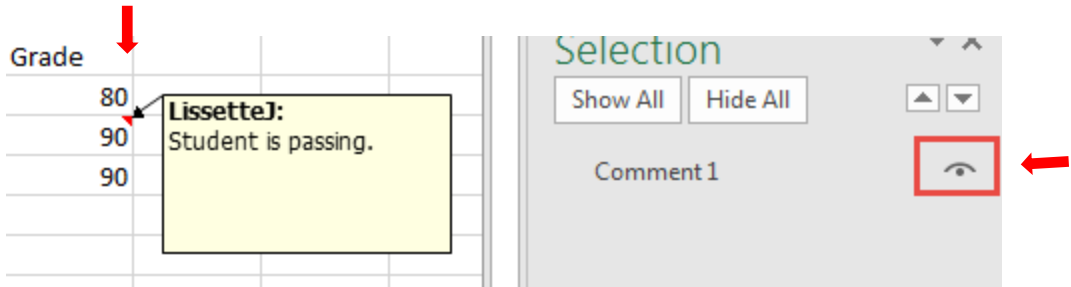 Grade
80
90
90
LissetteJ:
Student is passing.
Selection
Show All
Hide All
Comment 1